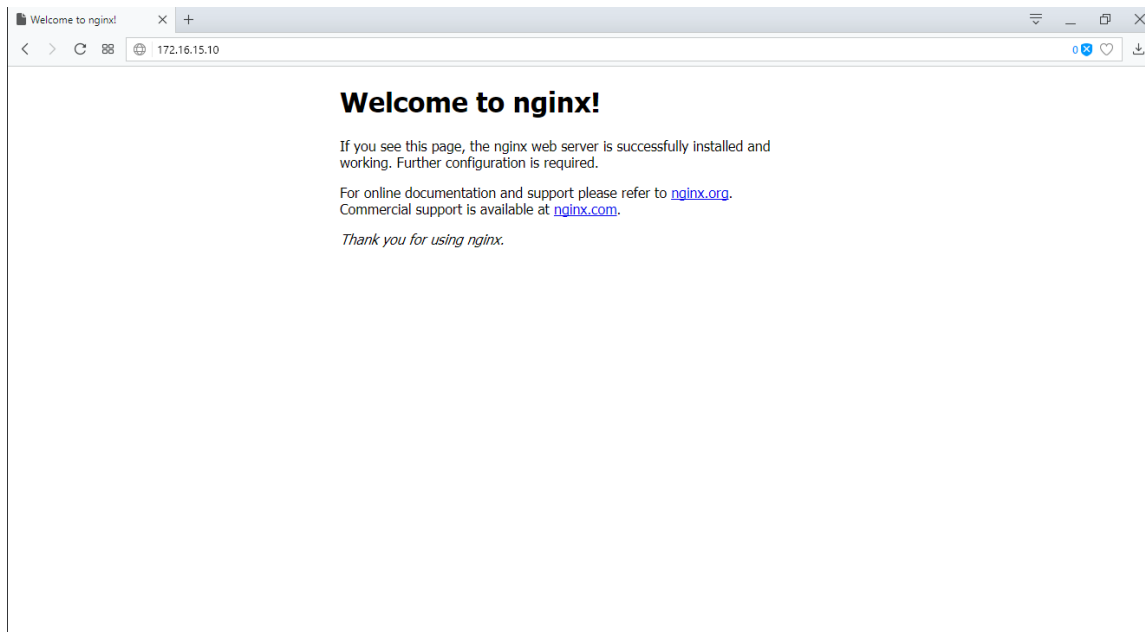 Welcome to nginx!
172.16.15.10
0
Welcome to nginx!
If you see this page, the nginx web server is successfully installed and
working. Further configuration is required.
For online documentation and support please refer to nginx.org.
Commercial support is available at nginx.com.
Thank you for using nginx.